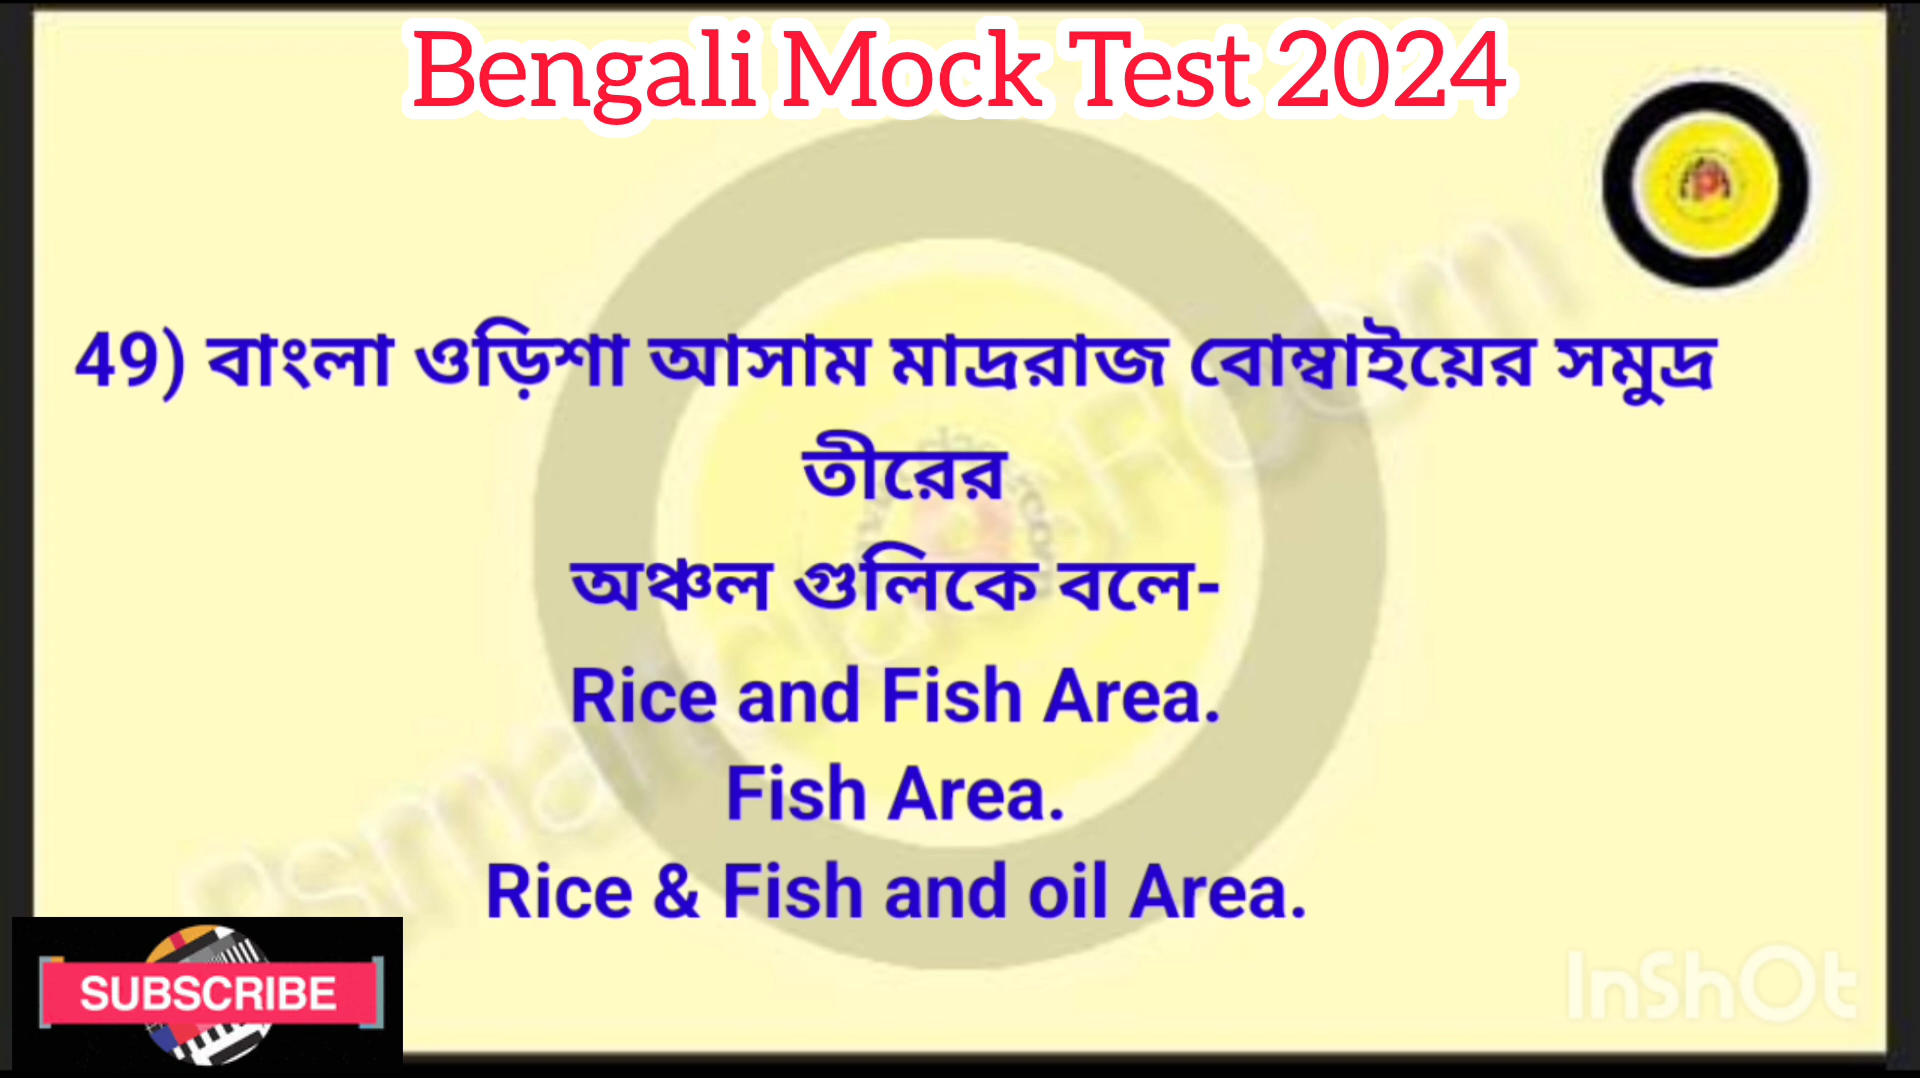 Bengali Mock Test 2024
49) বাংলা ওড়িশা আসাম মাদ্ররাজ বোম্বাইয়ের সমুদ্র
তীরের
অঞ্চল গুলিকে বলে-
Rice and Fish Area.
Fish Area.
Rice & Fish and oil Area.
SUBSCRIBE
InShOt